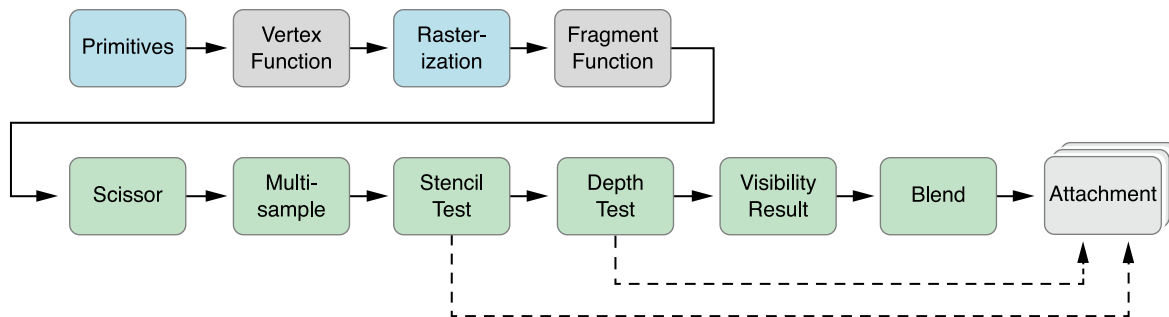 Primitives
Vertex
Function
Raster-
ization
Fragment
Function
Scissor
Multi-
sample
Stencil
Test
Depth
Test
Visibility
Result
Blend
Attachment